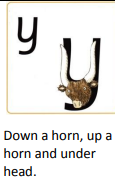 y
y
Down a horn, up a
horn and under
head.